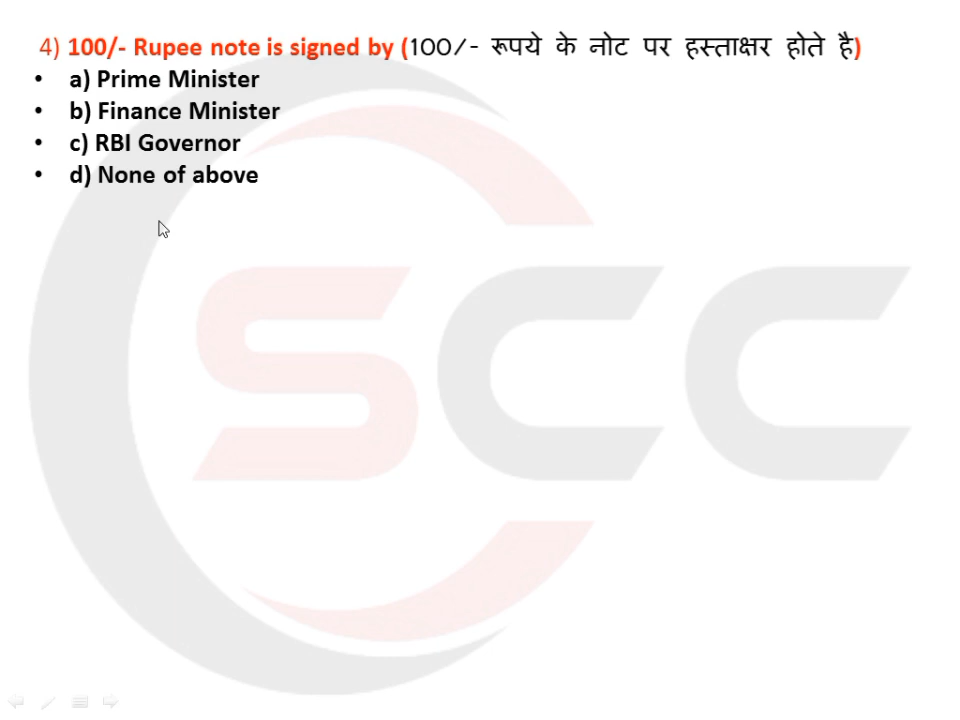 4) 100/- Rupee note is signed by (100/- रूपये के नोट पर हस्ताक्षर होते है)
• a) Prime Minister
• b) Finance Minister
• c) RBI Governor
• d) None of above
SCC